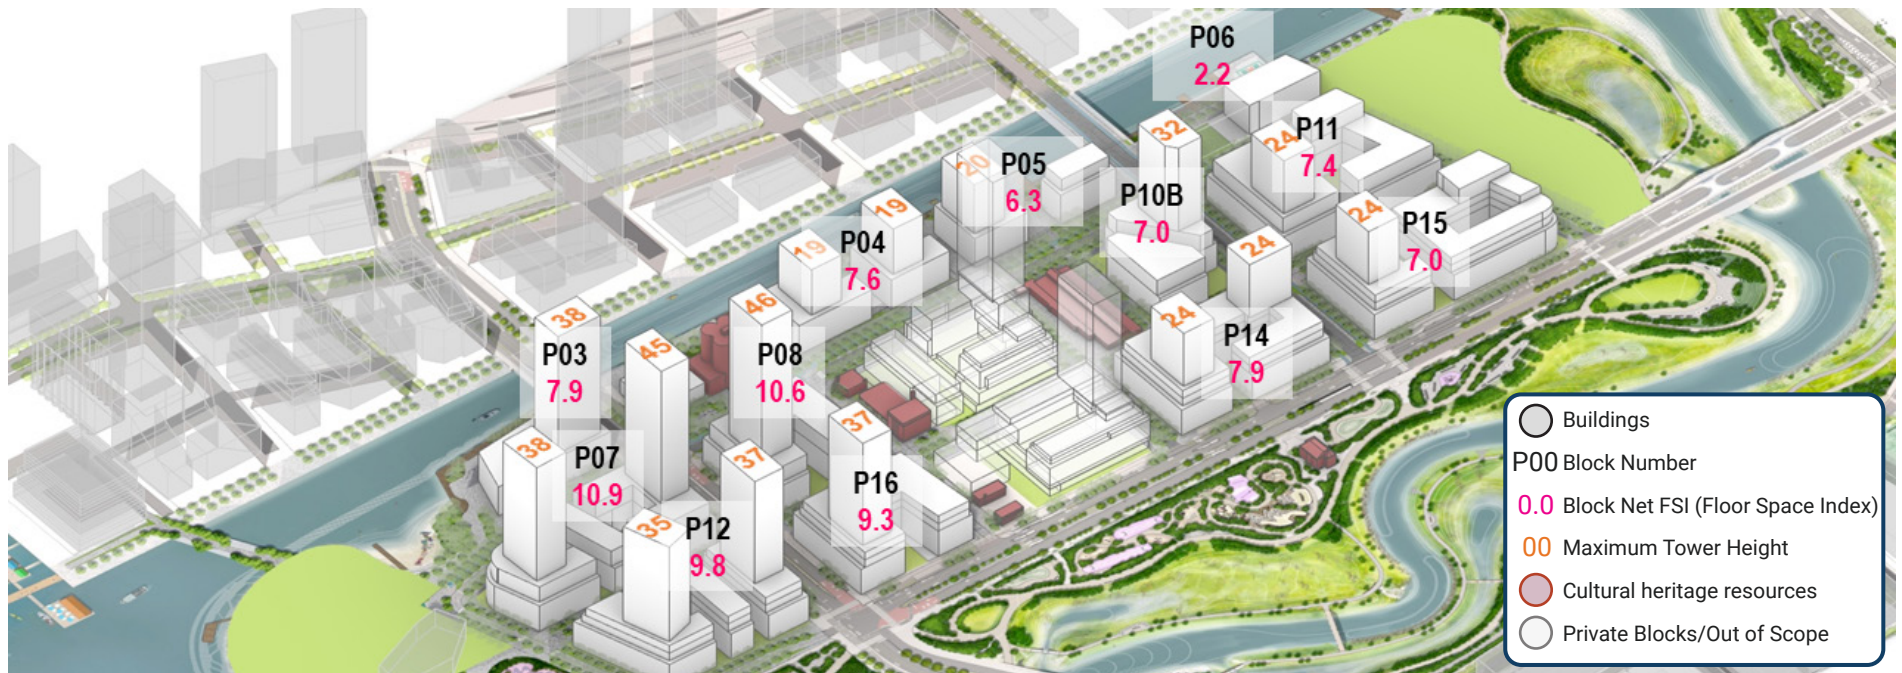 P06
2.2
32
24
P11
7.4
20
P05
6.3
P10B
7.0
24
P15
7.0
19
19
P04
7.6
24
46
38
P03
7.9
45
P08
10.6
24
P14
7.9
37
38
P07
10.9
37
P16
9.3
35
P12
9.8
Buildings
P00 Block Number
0.0 Block Net FSI (Floor Space Index)
00 Maximum Tower Height
Cultural heritage resources
Private Blocks/Out of Scope